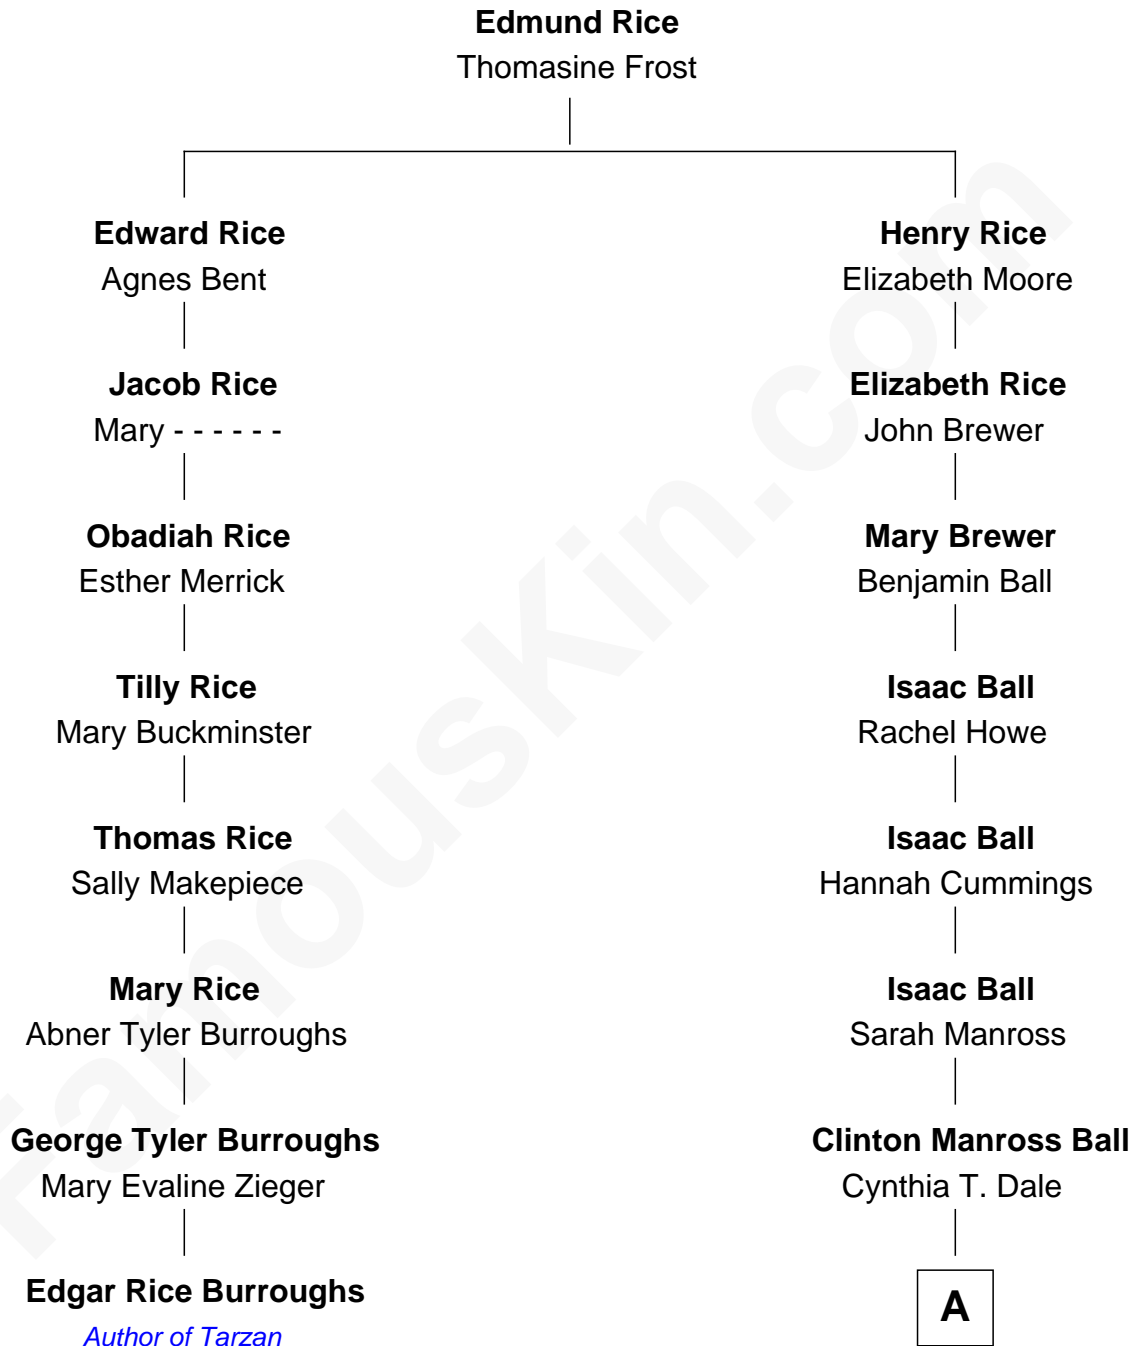 Edmund Rice
Thomasine Frost
Edward Rice
Agnes Bent
Henry Rice
Elizabeth Moore
Jacob Rice
Mary - - - - - -
Elizabeth Rice
John Brewer
Obadiah Rice
Esther Merrick
Mary Brewer
Benjamin Ball
Tilly Rice
Mary Buckminster
Isaac Ball
Rachel Howe
Thomas Rice
Sally Makepiece
Isaac Ball
Hannah Cummings
Mary Rice
Abner Tyler Burroughs
Isaac Ball
Sarah Manross
George Tyler Burroughs
Mary Evaline Zieger
Clinton Manross Ball
Cynthia T. Dale
Edgar Rice Burroughs
Author of Tarzan
A
FamousKin.com